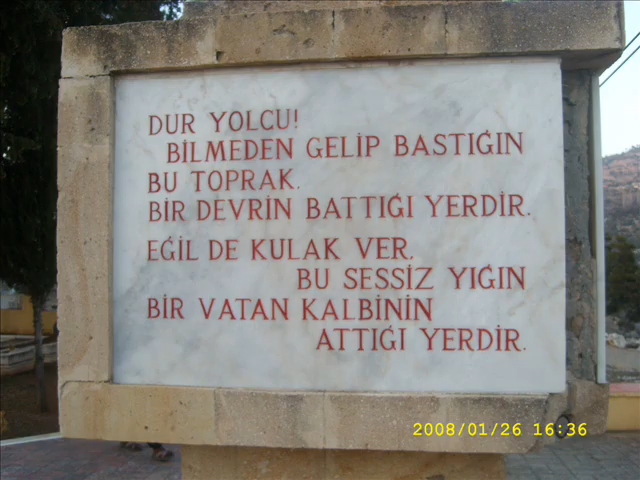 DUR YOLCU!
BİLMEDEN GELİP BASTIĞIN
BU TOPRAK.
BİR DEVRİN BATTIĞI YERDİR.
EĞİL DE KULAK VER.
BU SESSİZ YIĞIN
BİR VATAN KALBİNİN
ATTIĞI YERDİR.
2008/01/26 16:36